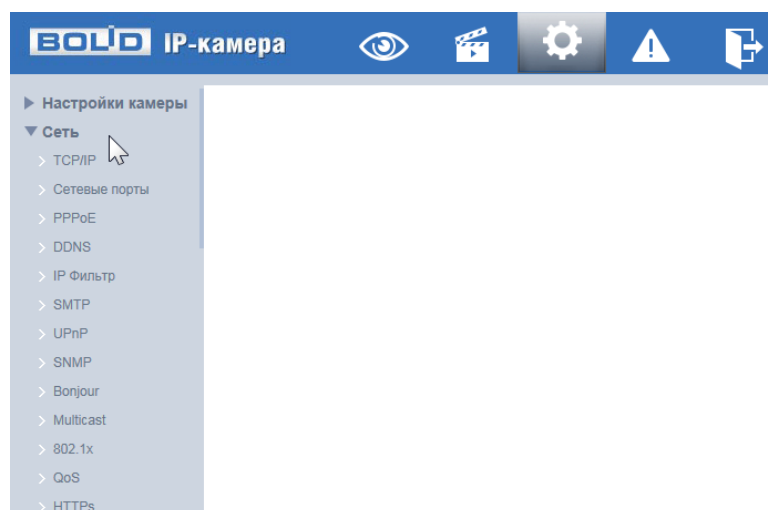 BOLID IP-камера
Настройки камеры
Сеть
TCP/IP
Сетевые порты
PPPoE
DDNS
IP Фильтр
SMTP
UPnP
SNMP
Bonjour
Multicast
802.1x
QoS
HTTPs